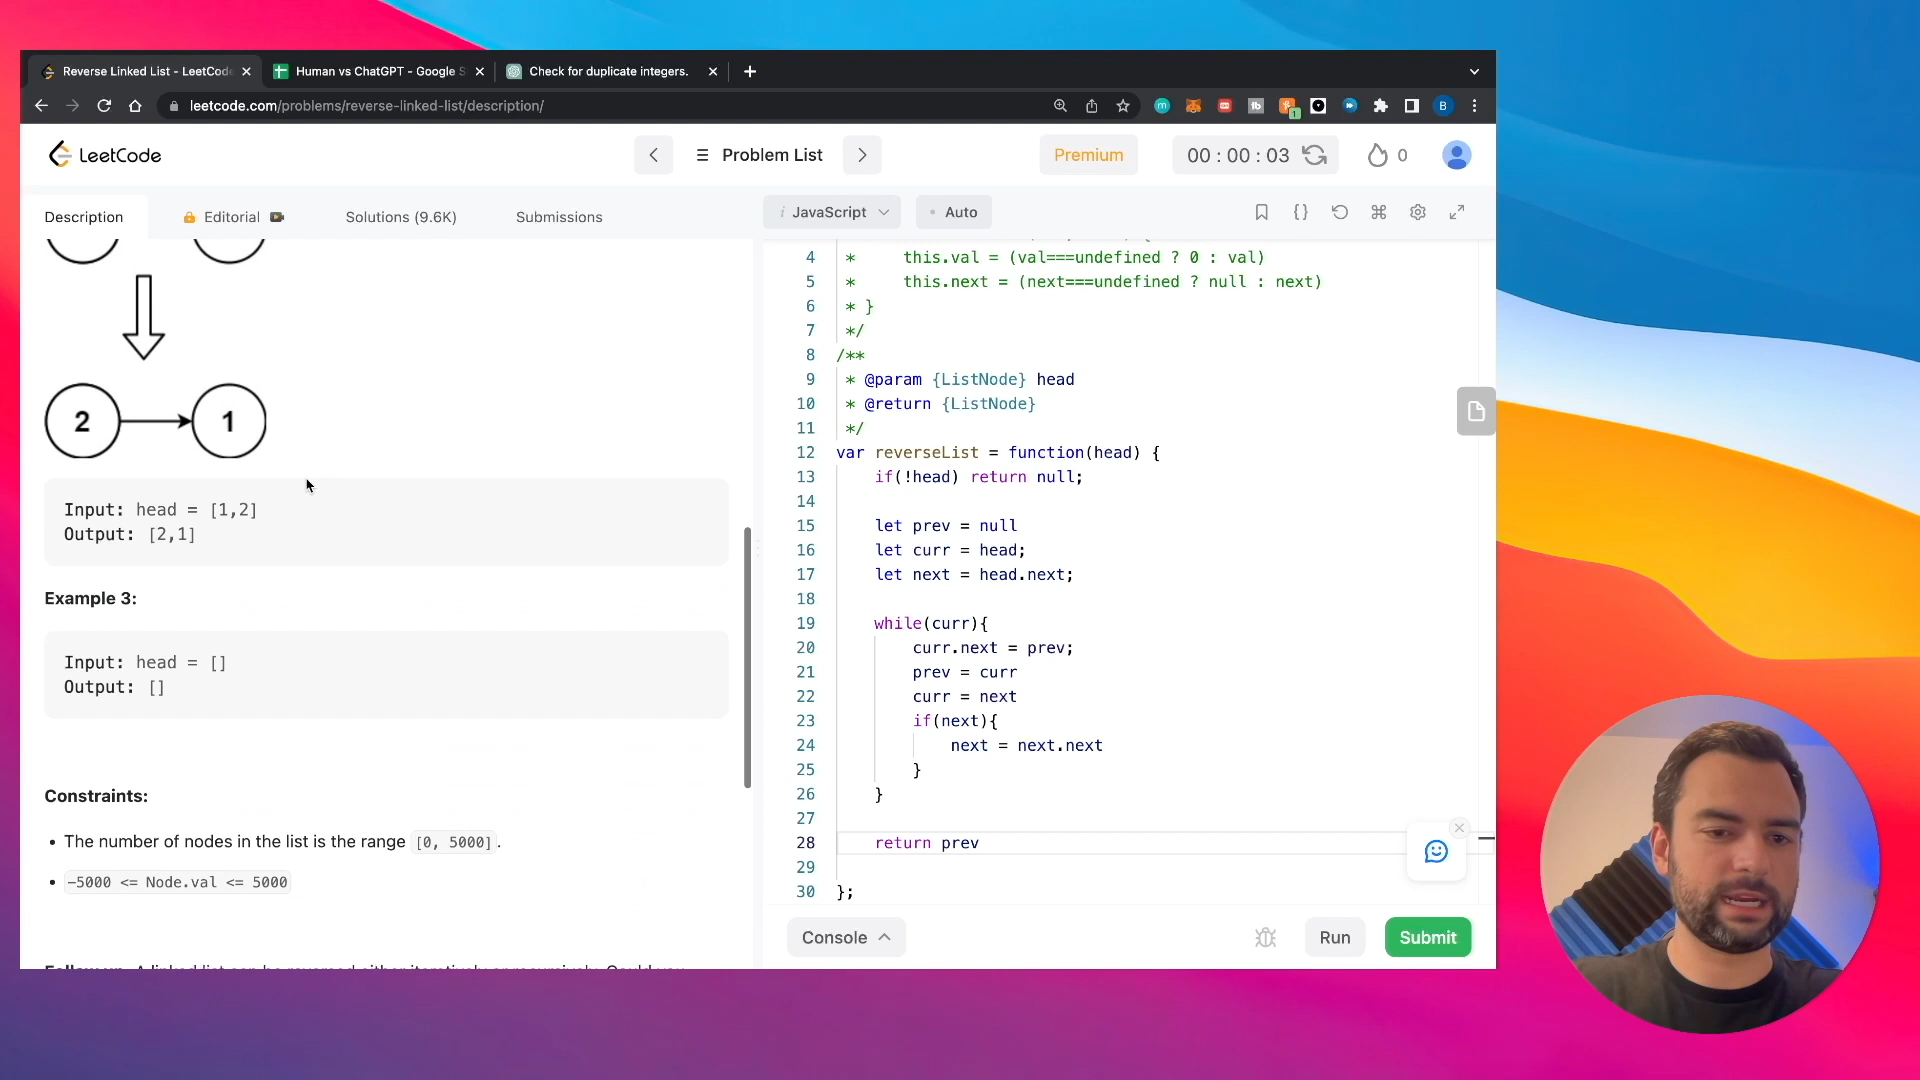 Reverse Linked List - LeetCode
Human vs ChatGPT - Google S
Check for duplicate integers.
leetcode.com/problems/reverse-linked-list/description/
B
LeetCode
Problem List
Premium
00 : 00 : 03
0
Description
Editorial
Solutions (9.6K)
Submissions
2
1
Input: head = [1,2]
Output: [2,1]
Example 3:
Input: head = []
Output: []
Constraints:
• The number of nodes in the list is the range [0, 5000].
• -5000 <= Node.val <= 5000
i JavaScript
• Auto
4 *     this.val = (val===undefined ? 0 : val)
5 *     this.next = (next===undefined ? null : next)
6 * }
7 */
8 /**
9 * @param {ListNode} head
10 * @return {ListNode}
11 */
12 var reverseList = function(head) {
13     if(!head) return null;
14
15     let prev = null
16     let curr = head;
17     let next = head.next;
18
19     while(curr){
20         curr.next = prev;
21         prev = curr
22         curr = next
23         if(next){
24             next = next.next
25         }
26     }
27
28     return prev
29
30 };
Console
Run
Submit